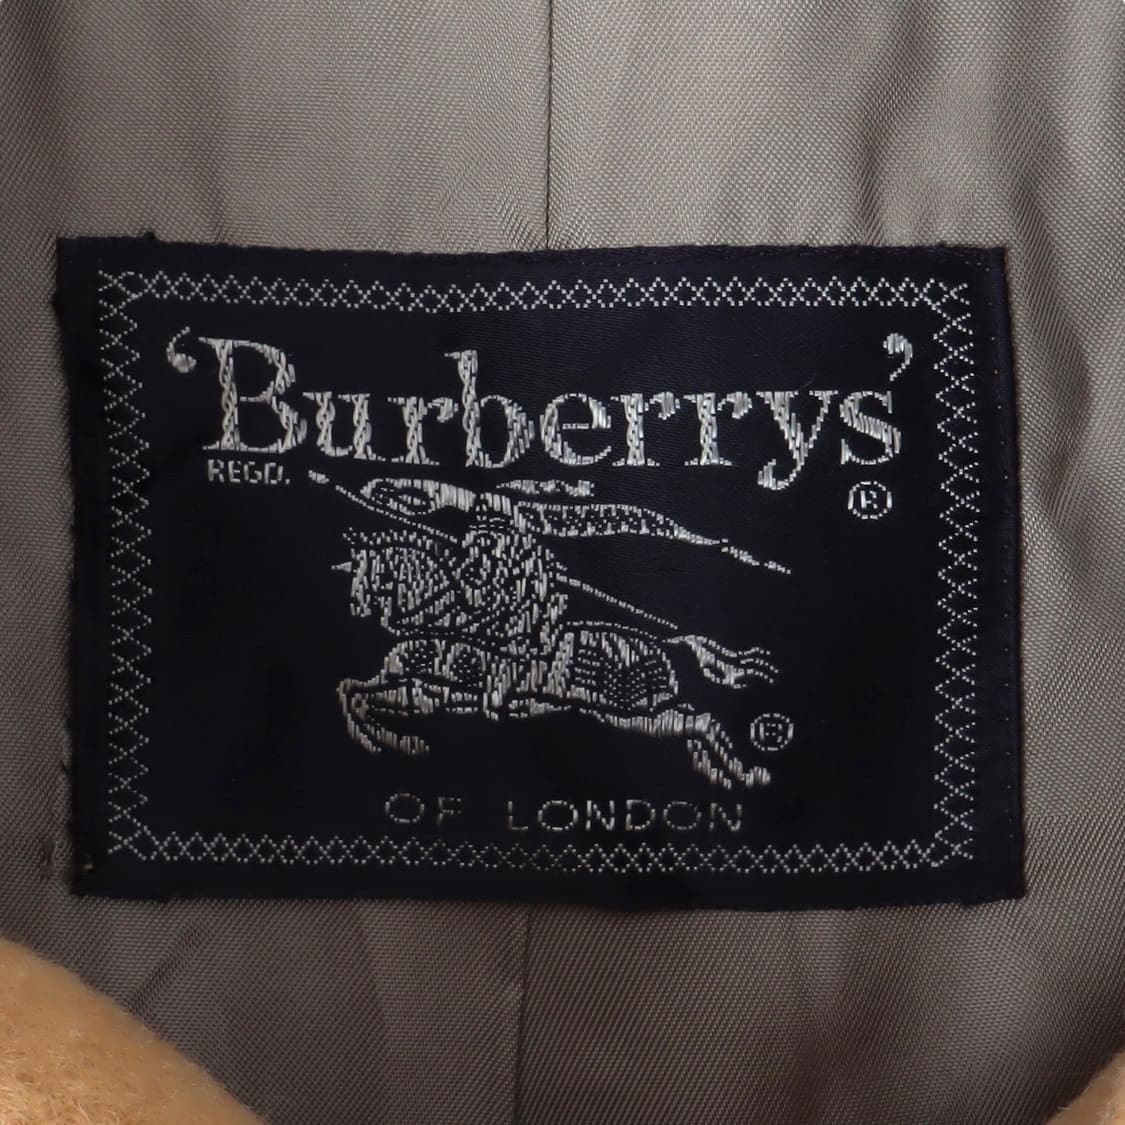 ‘Burberrys’
REGD. ®
®
OF LONDON